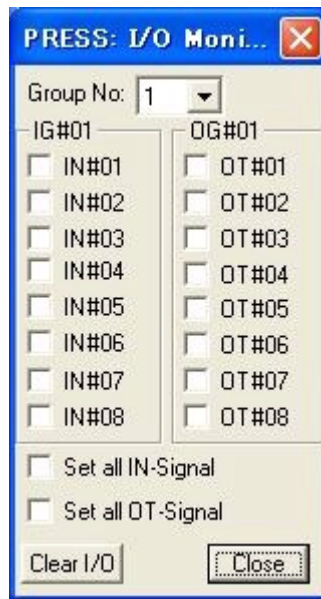 PRESS: I/O Moni...
Group No: 1
IG#01 OG#01
IN#01 OT#01
IN#02 OT#02
IN#03 OT#03
IN#04 OT#04
IN#05 OT#05
IN#06 OT#06
IN#07 OT#07
IN#08 OT#08
Set all IN-Signal
Set all OT-Signal
Clear I/O Close